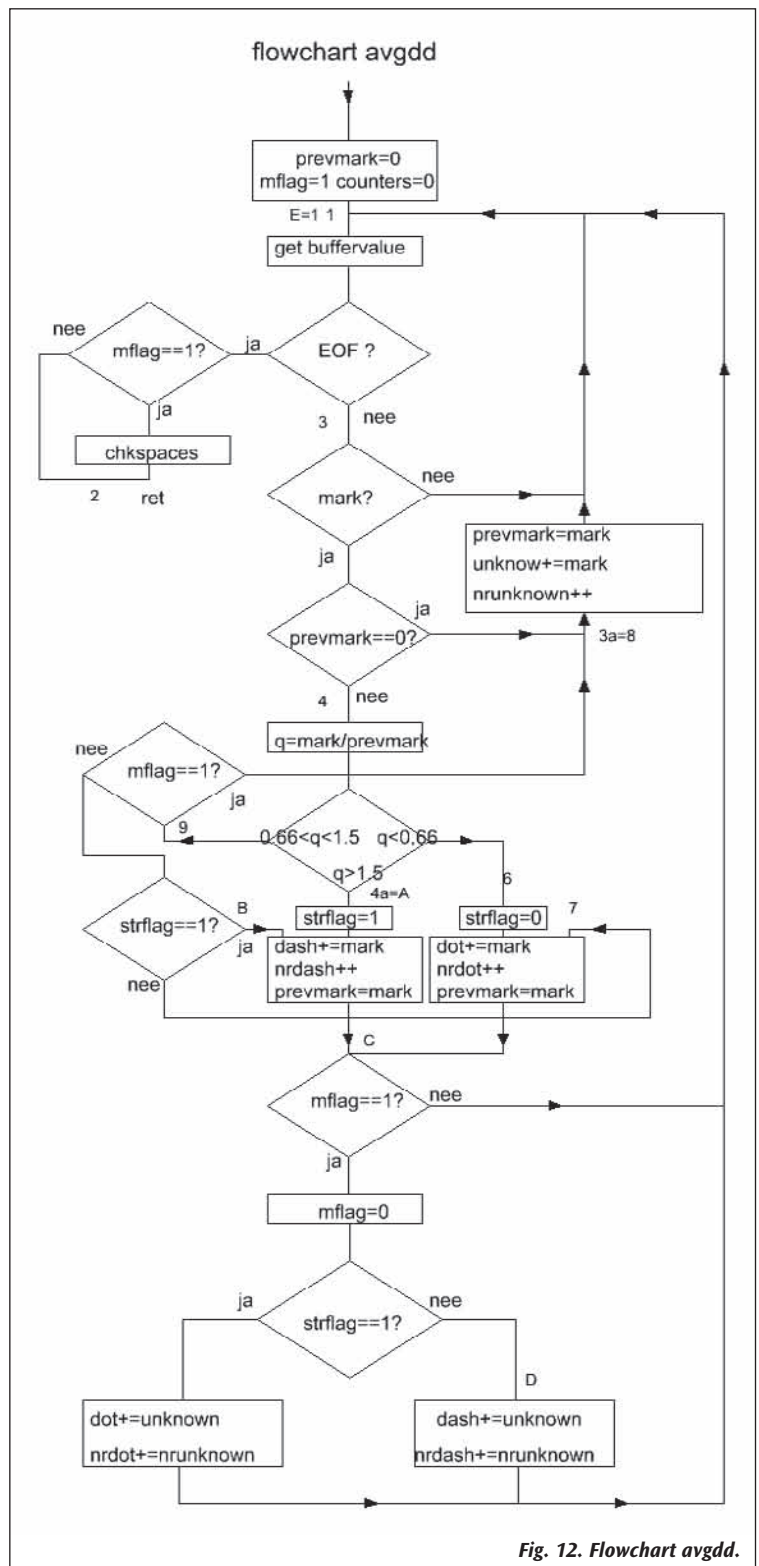 flowchart avgdd
prevmark=0
mflag=1 counters=0
E=1 1
get buffervalue
nee
mflag==1?
ja
EOF ?
ja
chkspaces
2
ret
3
nee
mark?
nee
ja
prevmark=mark
unknow+=mark
nrunknown++
prevmark==0?
ja
3a=8
4
nee
q=mark/prevmark
nee
mflag==1?
ja
9
0,66<q<1.5
q<0,66
q>1.5
4a=A
6
strflag==1?
B
ja
nee
strflag=1
dash+=mark
nrdash++
prevmark=mark
strflag=0
7
dot+=mark
nrdot++
prevmark=mark
C
mflag==1?
nee
ja
mflag=0
ja
strflag==1?
nee
D
dot+=unknown
nrdot+=nrunknown
dash+=unknown
nrdash+=nrunknown
Fig. 12. Flowchart avgdd.